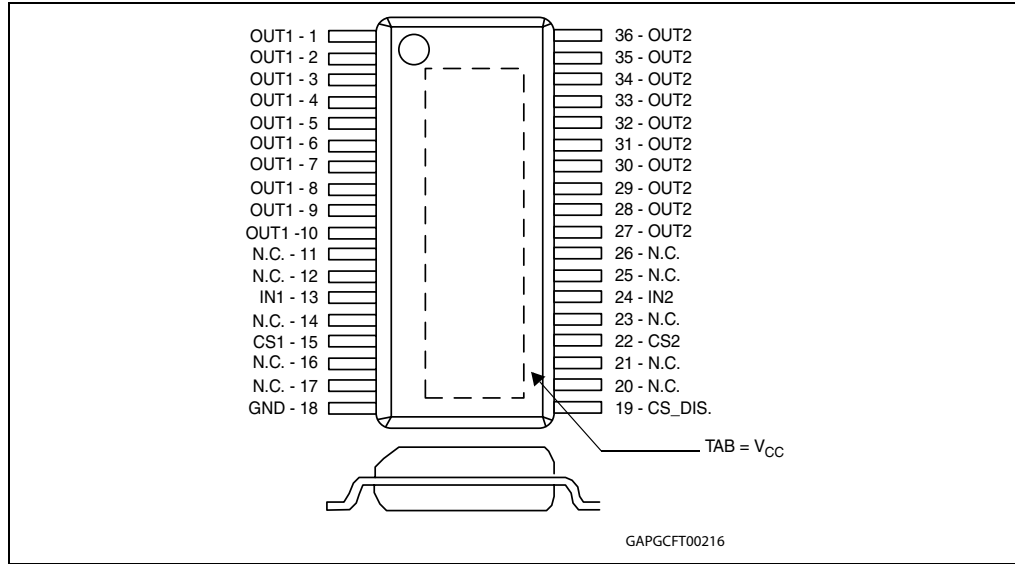 OUT1 - 1
OUT1 - 2
OUT1 - 3
OUT1 - 4
OUT1 - 5
OUT1 - 6
OUT1 - 7
OUT1 - 8
OUT1 - 9
OUT1 -10
N.C. - 11
N.C. - 12
IN1 - 13
N.C. - 14
CS1 - 15
N.C. - 16
N.C. - 17
GND - 18
36 - OUT2
35 - OUT2
34 - OUT2
33 - OUT2
32 - OUT2
31 - OUT2
30 - OUT2
29 - OUT2
28 - OUT2
27 - OUT2
26 - N.C.
25 - N.C.
24 - IN2
23 - N.C.
22 - CS2
21 - N.C.
20 - N.C.
19 - CS_DIS.
TAB = VCC
GAPGCFT00216